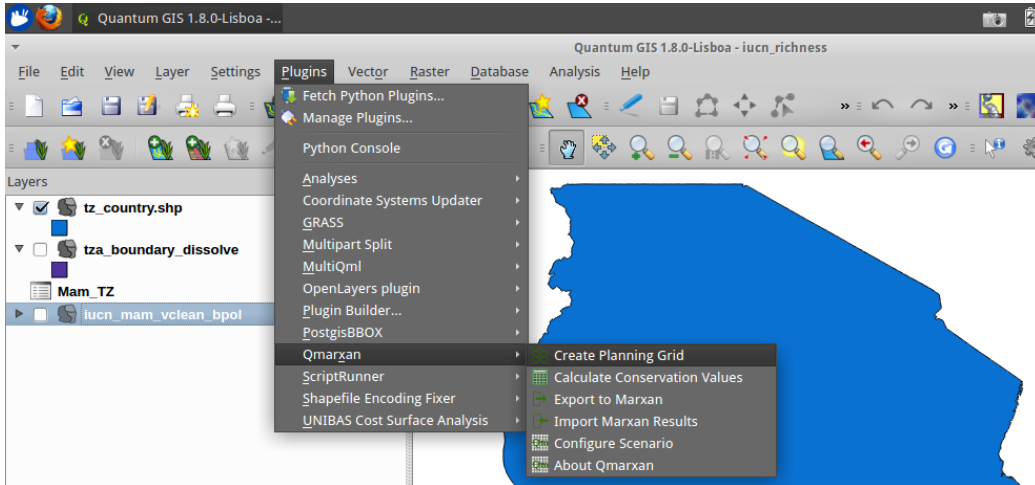 Quantum GIS 1.8.0-Lisboa -...
Quantum GIS 1.8.0-Lisboa - iucn_richness
File Edit View Layer Settings Plugins Vector Raster Database Analysis Help
Fetch Python Plugins...
Manage Plugins...
Python Console
Layers
Analyses
tz_country.shp
Coordinate Systems Updater
GRASS
tza_boundary_dissolve
Multipart Split
MultiQml
Mam_TZ
OpenLayers plugin
iucn_mam_vclean_bpol
Plugin Builder...
PostgisBBOX
Qmarxan
Create Planning Grid
ScriptRunner
Calculate Conservation Values
Shapefile Encoding Fixer
Export to Marxan
UNIBAS Cost Surface Analysis
Import Marxan Results
Configure Scenario
About Qmarxan